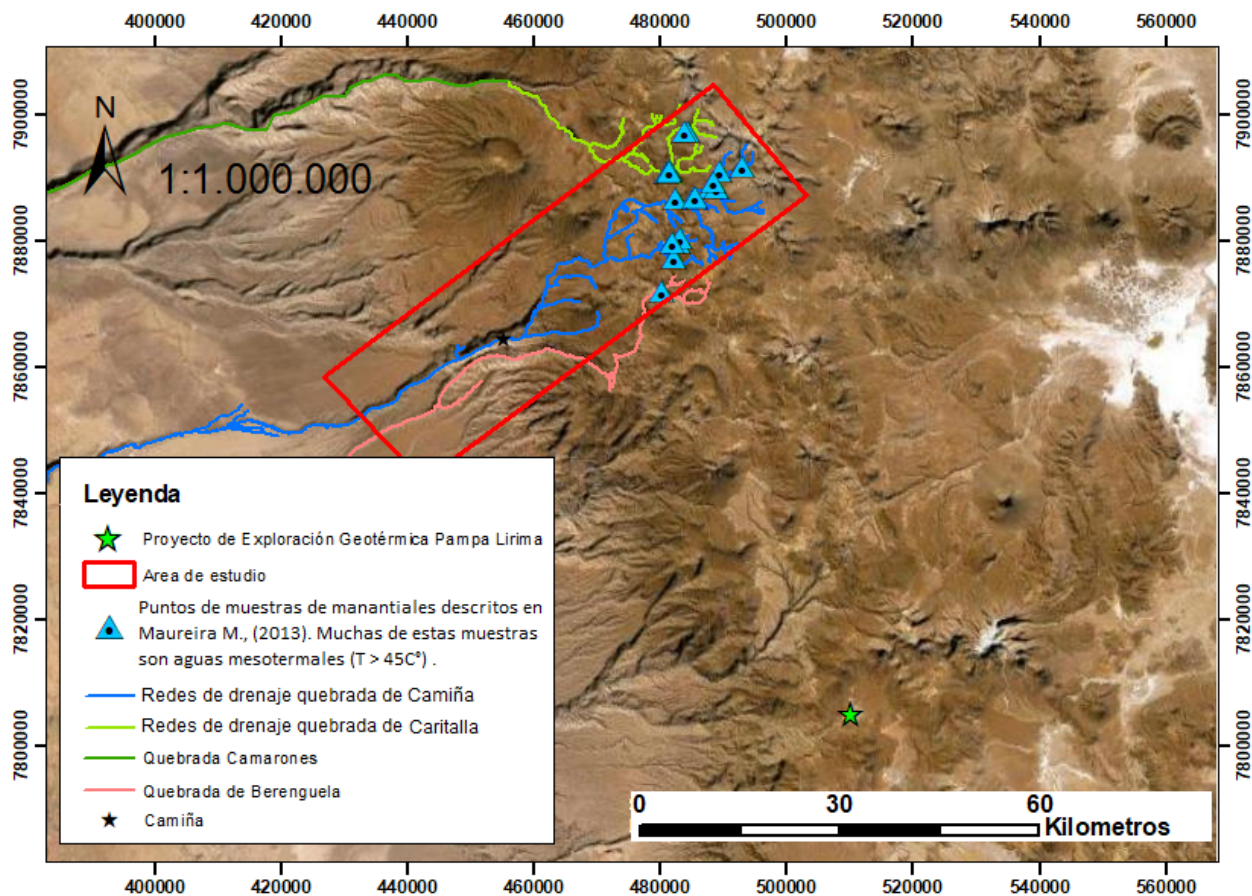 400000 420000 440000 460000 480000 500000 520000 540000 560000
7900000 7900000
N
1:1.000.000
7880000 7880000
7860000 7860000
7840000 7840000
7820000 7820000
7800000 7800000
Leyenda
Proyecto de Exploración Geotérmica Pampa Lirima
Area de estudio
Puntos de muestras de manantiales descritos en
Maureira M., (2013). Muchas de estas muestras
son aguas mesotermales (T > 45C°) .
Redes de drenaje quebrada de Camiña
Redes de drenaje quebrada de Caritalla
Quebrada Camarones
Quebrada de Berenguela
Camiña
0 30 60
Kilometros
400000 420000 440000 460000 480000 500000 520000 540000 560000